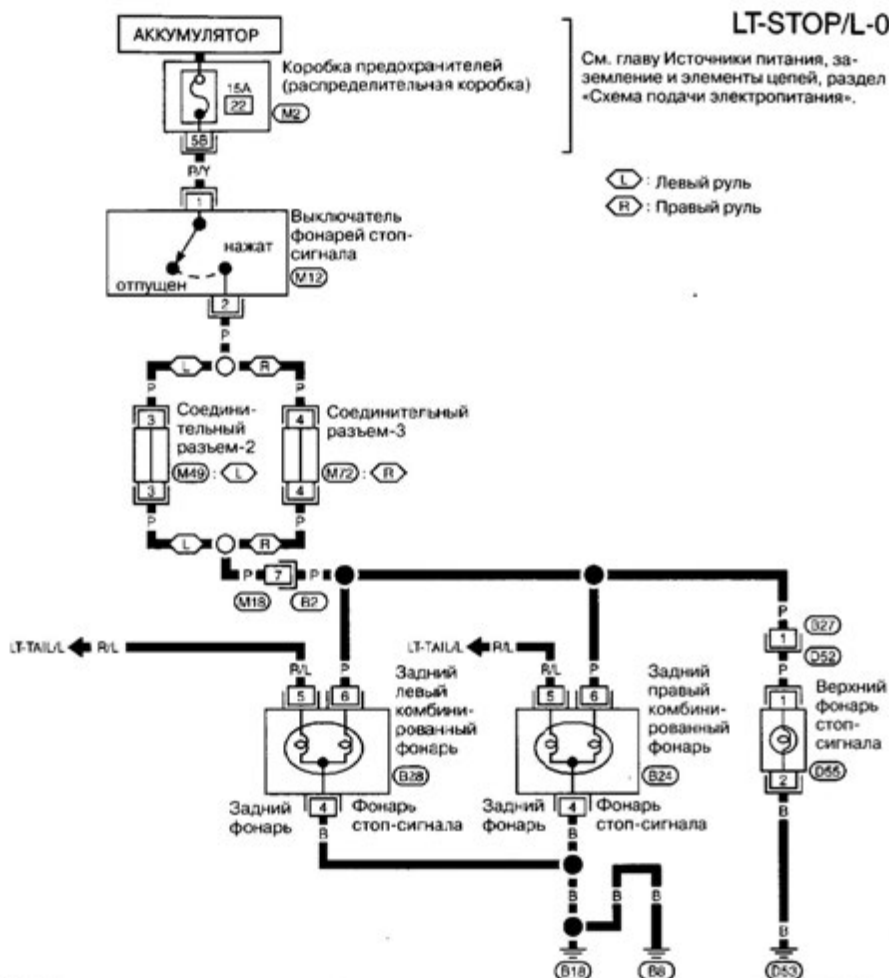 LT-STOP/L-0
АККУМУЛЯТОР
Коробка предохранителей
(распределительная коробка)
15A
22
M2
5B
R/Y
См. главу Источники питания, за-
земление и элементы цепей, раздел
«Схема подачи электропитания».
L : Левый руль
R : Правый руль
1
Выключатель
фонарей стоп-
сигнала
M12
нажат
отпущен
2
P
L R
P P
3
Соедини-
тельный
разъем-2
M49 : L
3
4
Соединительный
разъем-3
M72 : R
4
P P
L R
P 7 P
M18 B2
P
1
B27
D52
P
LT-TAIL/L R/L
R/L P
5 6
Задний
левый
комбини-
рованный
фонарь
B28
4
Задний
фонарь
Фонарь
стоп-сигнала
B
LT-TAIL/L R/L
R/L P
5 6
Задний
правый
комбини-
рованный
фонарь
B24
4
Задний
фонарь
Фонарь
стоп-сигнала
B
1
Верхний
фонарь
стоп-
сигнала
D55
2
B
B B B
B18 B8 D53